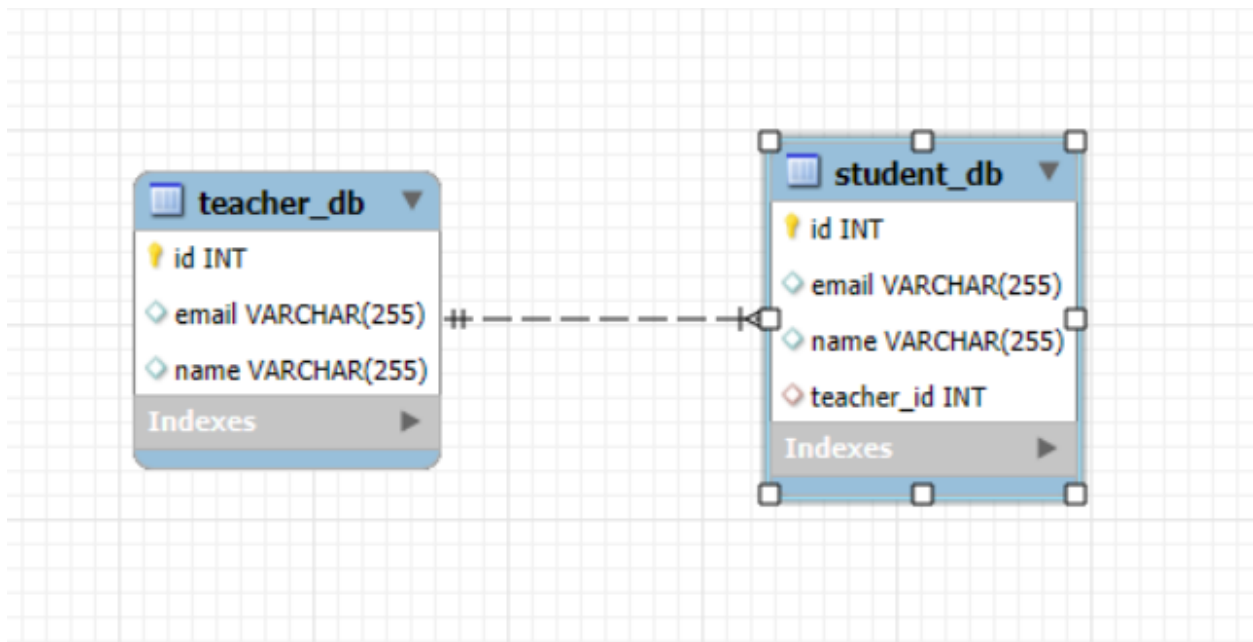 teacher_db
id INT
email VARCHAR(255)
name VARCHAR(255)
Indexes
student_db
id INT
email VARCHAR(255)
name VARCHAR(255)
teacher_id INT
Indexes